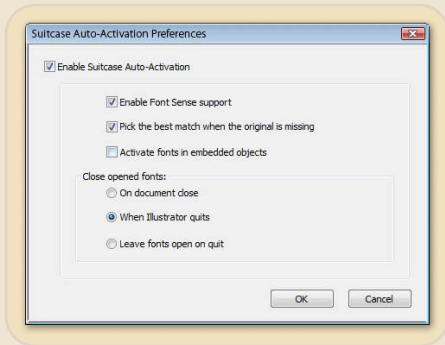 Suitcase Auto-Activation Preferences
Enable Suitcase Auto-Activation
Enable Font Sense support
Pick the best match when the original is missing
Activate fonts in embedded objects
Close opened fonts:
On document close
When Illustrator quits
Leave fonts open on quit
OK Cancel